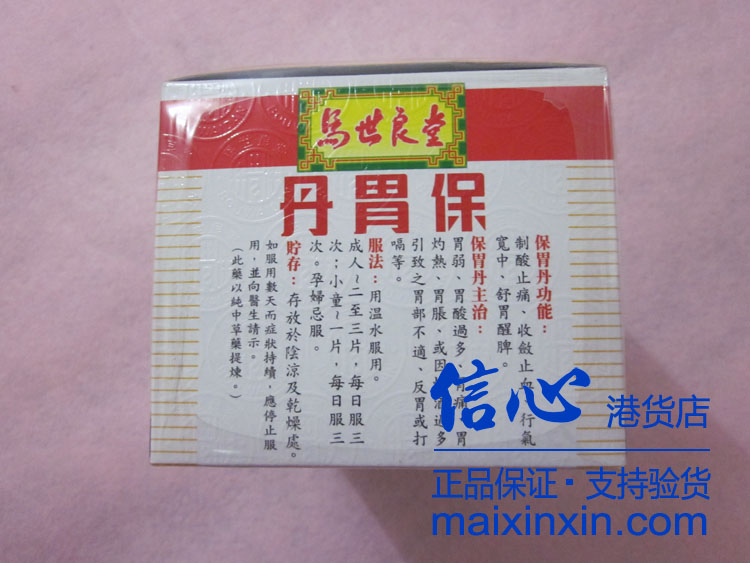 馬世良堂
保胃丹
保胃丹功能：
制酸止痛、收斂止血、行氣
寬中、舒胃醒脾。
保胃丹主治：
胃弱、胃酸過多、胃痛、胃
灼熱、胃脹、或因 過多
引致之胃部不適、反胃或打
嗝等。
服法：用溫水服用。
成人～二至三片，每日服三
次；小童～一片，每日服三
次。孕婦忌服。
貯存：存放於陰涼及乾燥處。
如服用數天而症狀持續，應停止服
用，並向醫生請示。
（此藥以純中草藥提煉。）
信心 港货店
正品保证·支持验货
maixinxin.com